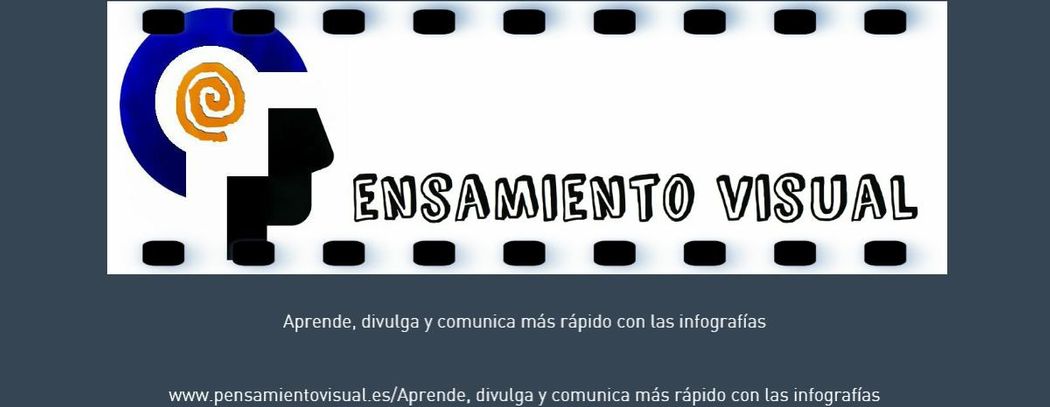 ENSAMIENTO VISUAL
Aprende, divulga y comunica más rápido con las infografías
www.pensamientovisual.es/Aprende, divulga y comunica más rápido con las infografías